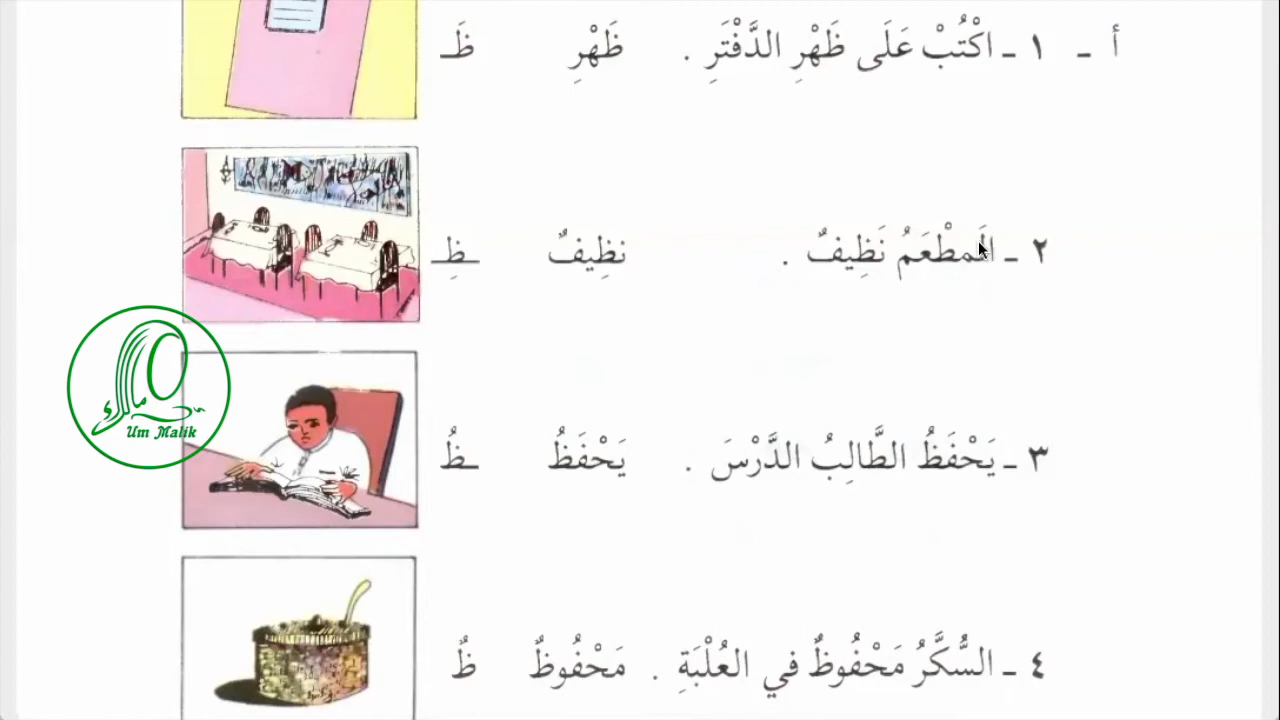 أ ـ ١ ـ اكْتُبْ عَلَى ظَهْرِ الدَّفْتَرِ . ظَهْرِ ظَـ
٢ ـ المَطْعَمُ نَظِيفٌ . نظِيفٌ ـظِـ
٣ ـ يَحْفَظُ الطَّالِبُ الدَّرْسَ . يَحْفَظُ ـظُ
٤ ـ السُّكَّرُ مَحْفُوظٌ في العُلْبَةِ . مَحْفُوظٌ ظٌ
Um Malik